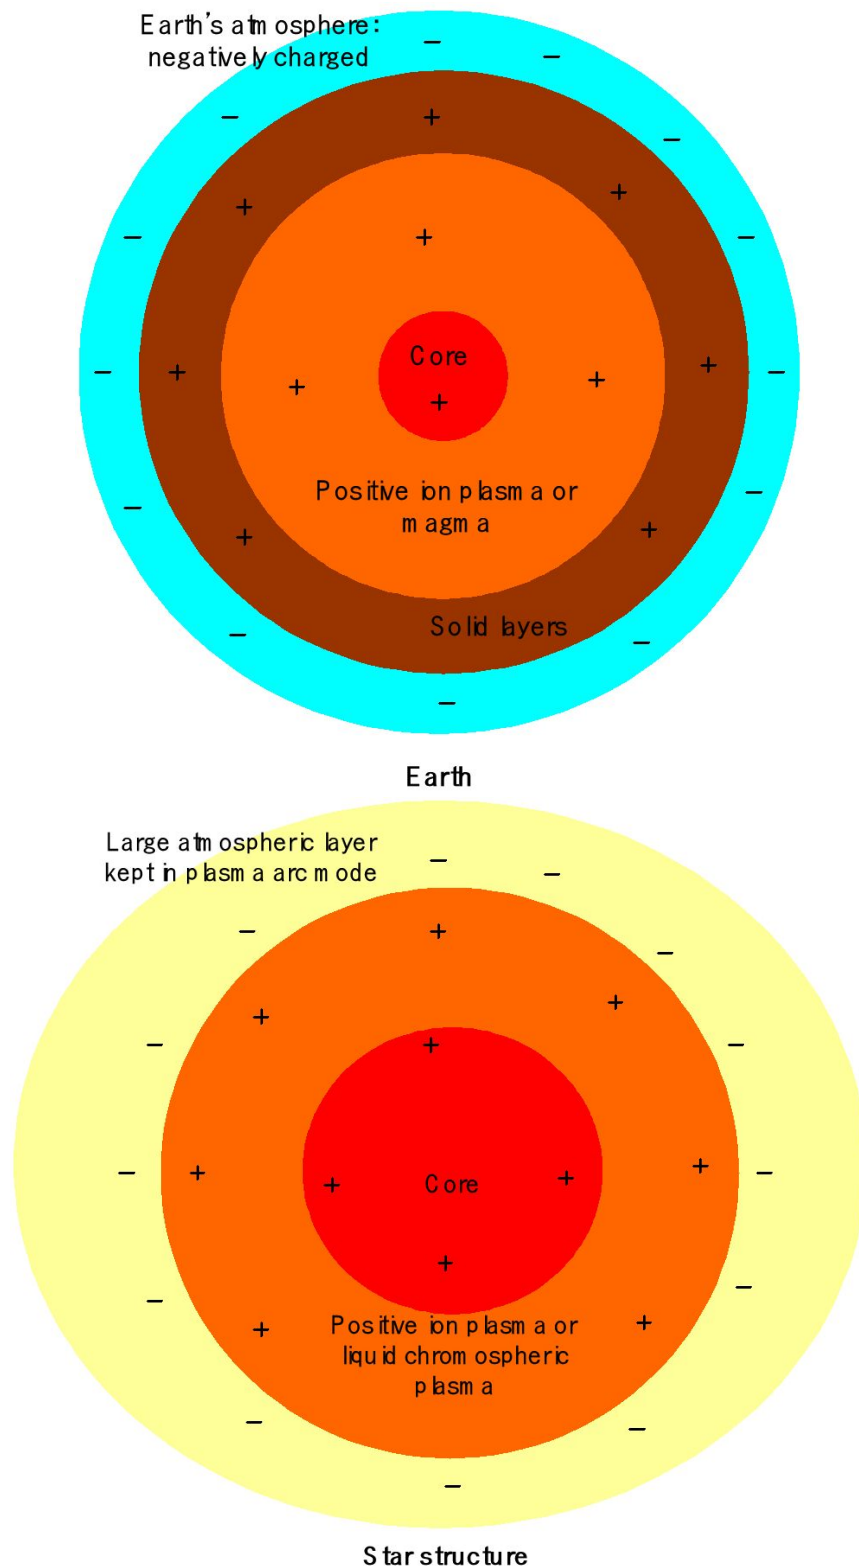 Earth's atmosphere:
negatively charged
Core
Positive ion plasma or
magma
Solid layers
Earth
Large atmospheric layer
kept in plasma arc mode
Core
Positive ion plasma or
liquid chromospheric
plasma
Star structure